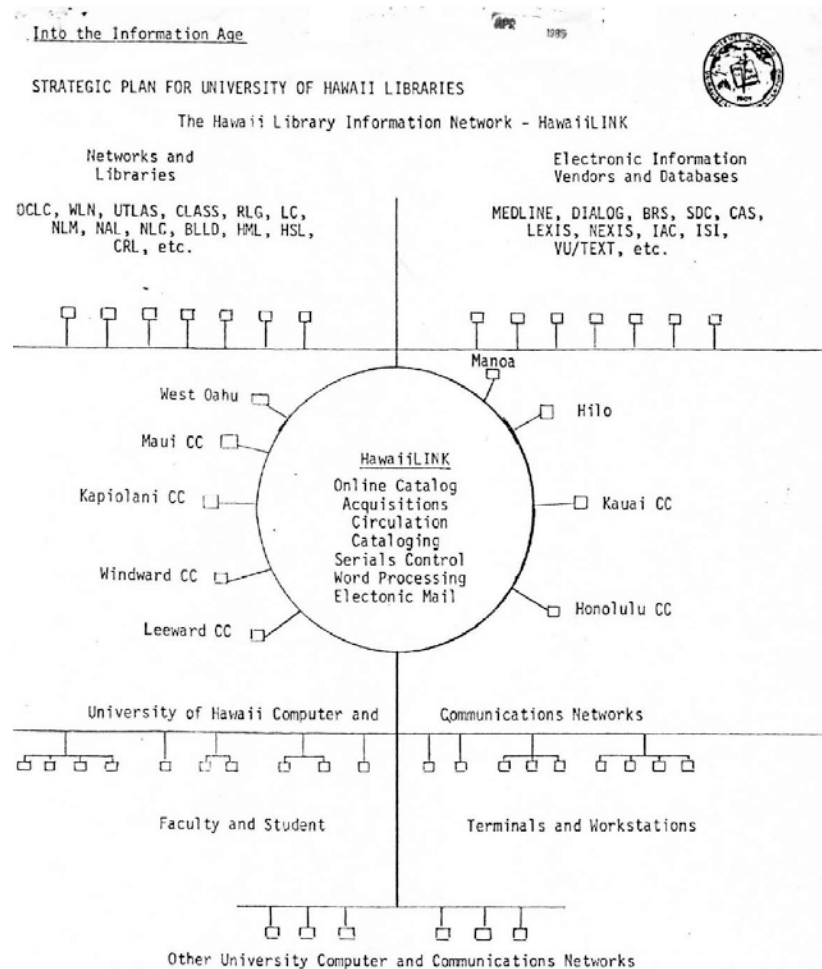 Into the Information Age
APR 1985
STRATEGIC PLAN FOR UNIVERSITY OF HAWAII LIBRARIES
The Hawaii Library Information Network - HawaiiLINK
Networks and
Libraries
OCLC, WLN, UTLAS, CLASS, RLG, LC,
NLM, NAL, NLC, BLLD, HML, HSL,
CRL, etc.
Electronic Information
Vendors and Databases
MEDLINE, DIALOG, BRS, SDC, CAS,
LEXIS, NEXIS, IAC, ISI,
VU/TEXT, etc.
Manoa
West Oahu
Hilo
Maui CC
Kapiolani CC
Kauai CC
Windward CC
Honolulu CC
Leeward CC
HawaiiLINK
Online Catalog
Acquisitions
Circulation
Cataloging
Serials Control
Word Processing
Electonic Mail
University of Hawaii Computer and Communications Networks
Faculty and Student Terminals and Workstations
Other University Computer and Communications Networks